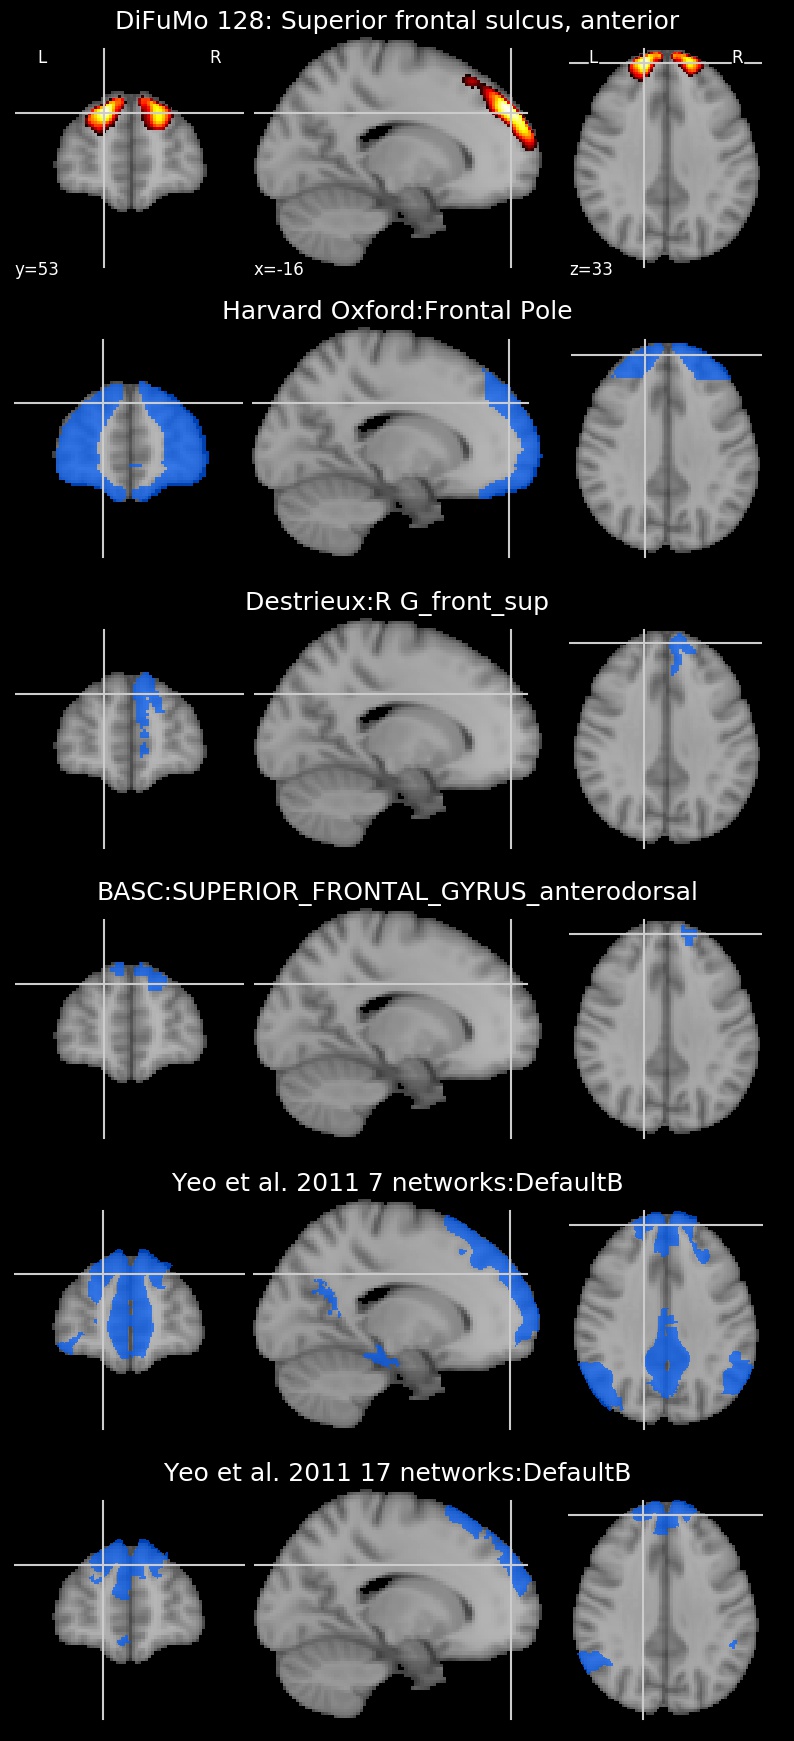 DiFuMo 128: Superior frontal sulcus, anterior
L R L R
y=53 x=-16 z=33
Harvard Oxford:Frontal Pole
Destrieux:R G_front_sup
BASC:SUPERIOR_FRONTAL_GYRUS_anterodorsal
Yeo et al. 2011 7 networks:DefaultB
Yeo et al. 2011 17 networks:DefaultB